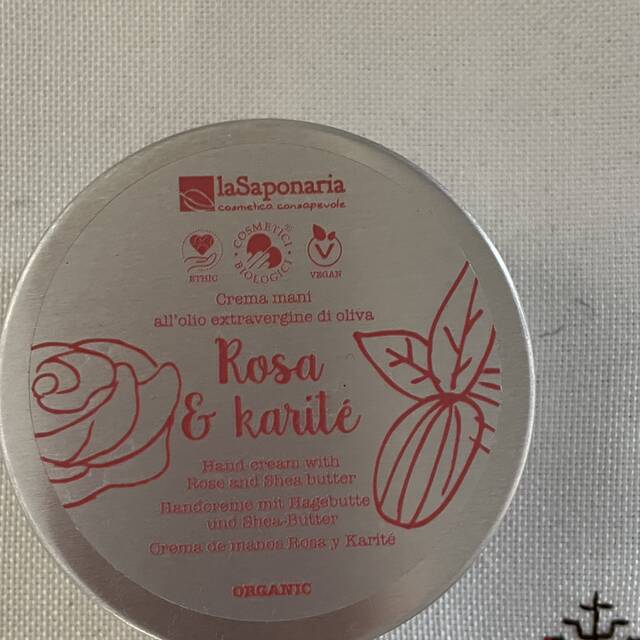 laSaponaria
cosmetica consapevole
ETHIC
COSMETICI
BIOLOGICI
VEGAN
Crema mani
all'olio extravergine di oliva
Rosa
& karité
Hand cream with
Rose and Shea butter
Handcreme mit Hagebutte
und Shea-Butter
Crema de manos Rosa y Karité
ORGANIC